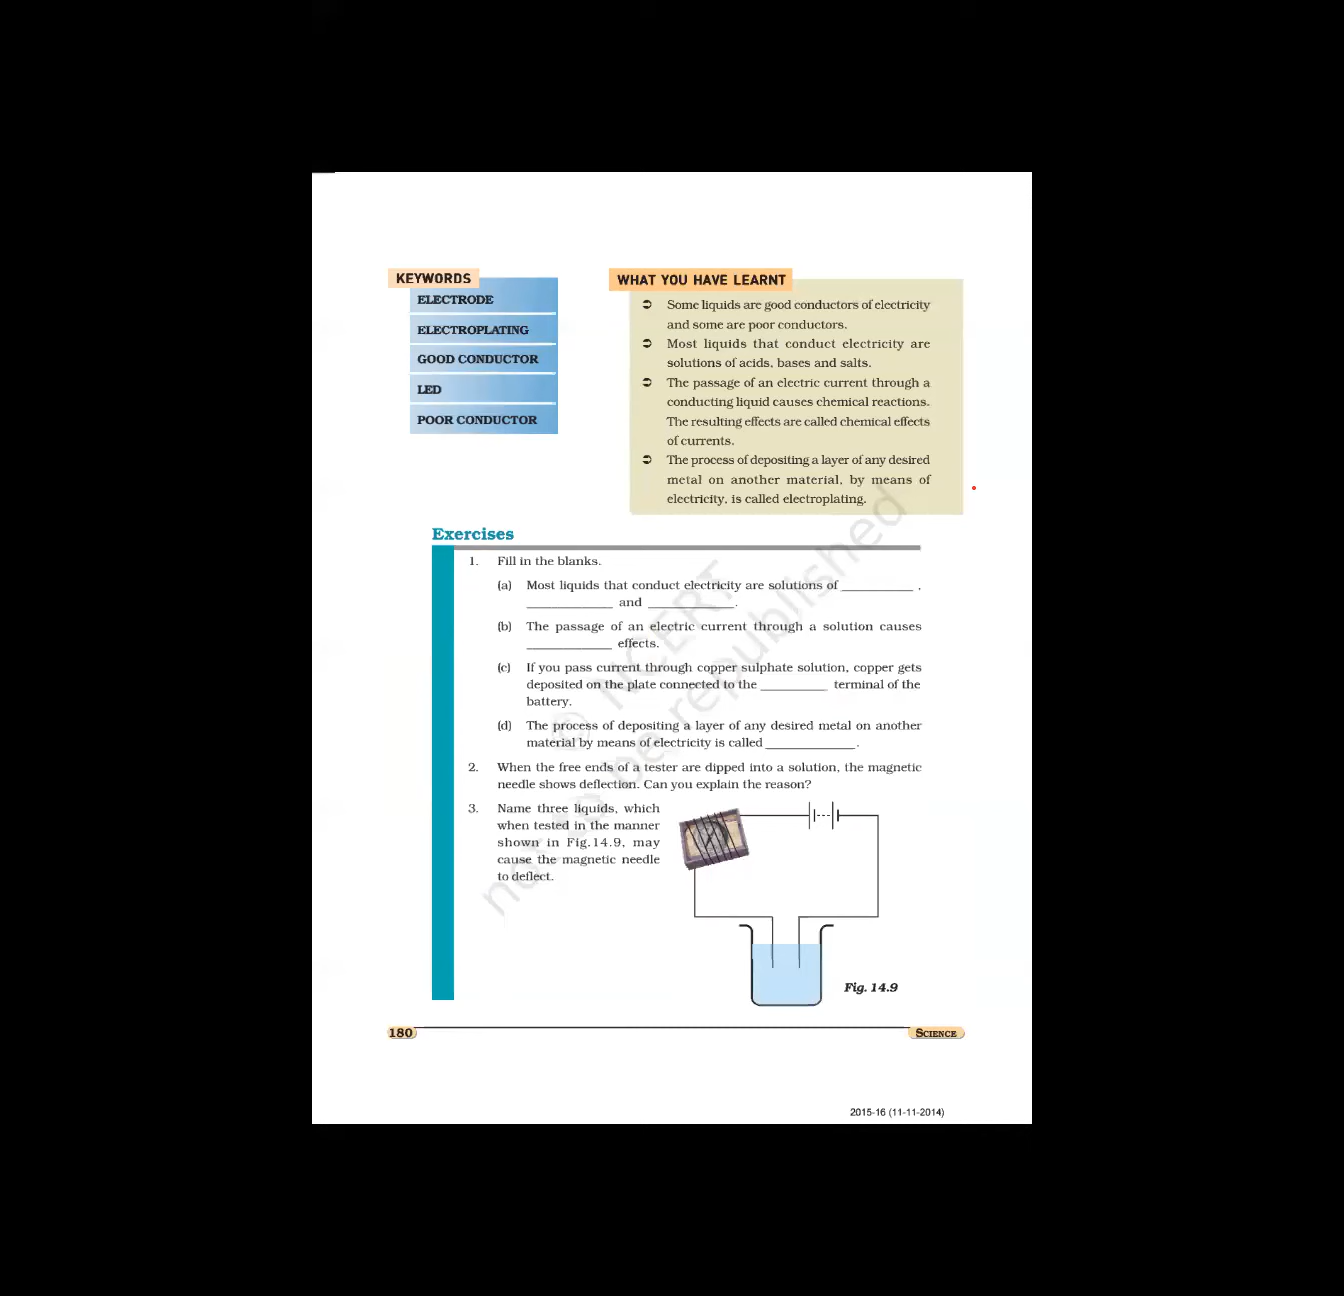 KEYWORDS
ELECTRODE
ELECTROPLATING
GOOD CONDUCTOR
LED
POOR CONDUCTOR
WHAT YOU HAVE LEARNT
➲ Some liquids are good conductors of electricity
and some are poor conductors.
➲ Most liquids that conduct electricity are
solutions of acids, bases and salts.
➲ The passage of an electric current through a
conducting liquid causes chemical reactions.
The resulting effects are called chemical effects
of currents.
➲ The process of depositing a layer of any desired
metal on another material, by means of
electricity, is called electroplating.
Exercises
1. Fill in the blanks.
(a) Most liquids that conduct electricity are solutions of ___________ ,
_____________ and _____________.
(b) The passage of an electric current through a solution causes
_____________ effects.
(c) If you pass current through copper sulphate solution, copper gets
deposited on the plate connected to the __________ terminal of the
battery.
(d) The process of depositing a layer of any desired metal on another
material by means of electricity is called ______________ .
2. When the free ends of a tester are dipped into a solution, the magnetic
needle shows deflection. Can you explain the reason?
3. Name three liquids, which
when tested in the manner
shown in Fig.14.9, may
cause the magnetic needle
to deflect.
Fig. 14.9
180
SCIENCE
2015-16 (11-11-2014)
© NCERT
not to be republished